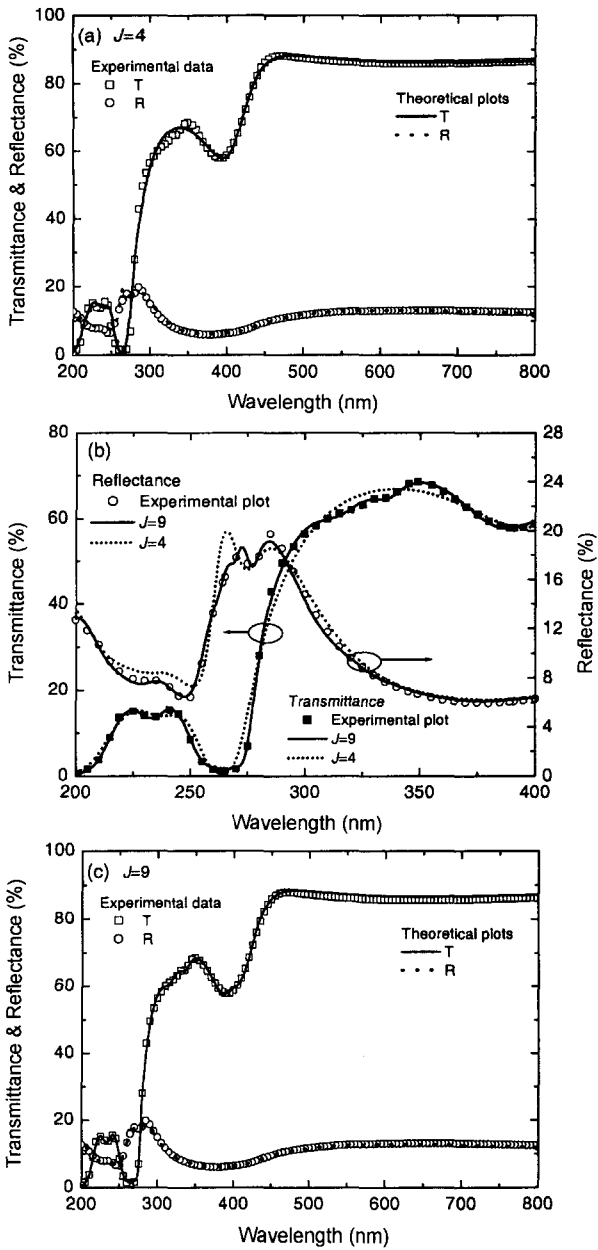 (a) J=4
Experimental data
T
R
Theoretical plots
T
R
100
80
60
40
20
0
Transmittance & Reflectance (%)
200 300 400 500 600 700 800
Wavelength (nm)
(b)
Reflectance
Experimental plot
J=9
J=4
Transmittance
Experimental plot
J=9
J=4
80
60
40
20
0
Transmittance (%)
28
24
20
16
12
8
4
0
Reflectance (%)
200 250 300 350 400
Wavelength (nm)
(c) J=9
Experimental data
T
R
Theoretical plots
T
R
100
80
60
40
20
0
Transmittance & Reflectance (%)
200 300 400 500 600 700 800
Wavelength (nm)